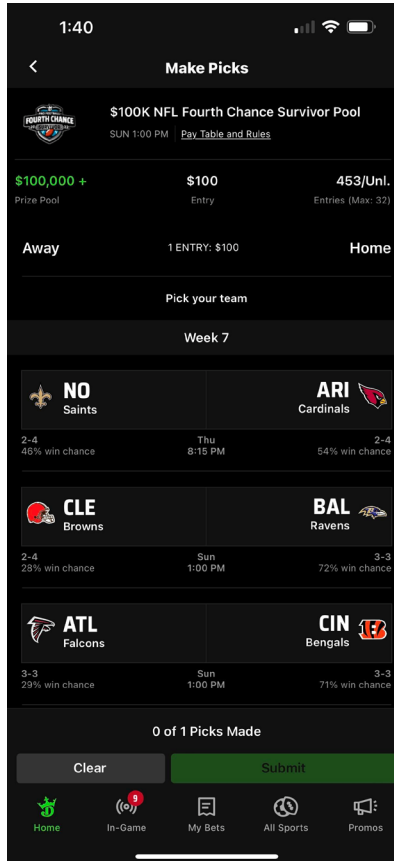 1:40
Make Picks
FOURTH CHANCE
SURVIVOR
$100K NFL Fourth Chance Survivor Pool
SUN 1:00 PM Pay Table and Rules
$100,000 + $100 453/Unl.
Prize Pool Entry Entries (Max: 32)
Away 1 ENTRY: $100 Home
Pick your team
Week 7
NO ARI
Saints Cardinals
2-4 Thu 2-4
46% win chance 8:15 PM 54% win chance
CLE BAL
Browns Ravens
2-4 Sun 3-3
28% win chance 1:00 PM 72% win chance
ATL CIN
Falcons Bengals
3-3 Sun 3-3
29% win chance 1:00 PM 71% win chance
0 of 1 Picks Made
Clear Submit
9
Home In-Game My Bets All Sports Promos